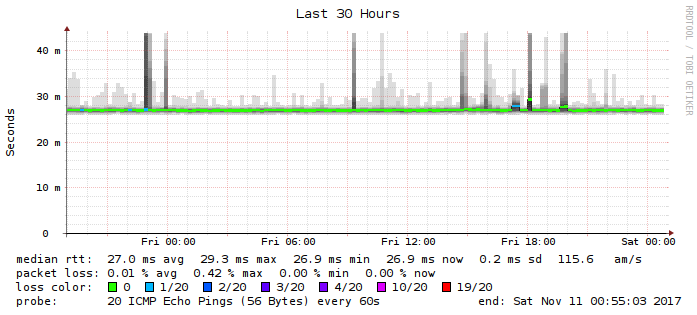 Last 30 Hours
RRDTOOL / TOBI OETIKER
Seconds
40 m
30 m
20 m
10 m
0
Fri 00:00 Fri 06:00 Fri 12:00 Fri 18:00 Sat 00:00
median rtt: 27.0 ms avg 29.3 ms max 26.9 ms min 26.9 ms now 0.2 ms sd 115.6 am/s
packet loss: 0.01 % avg 0.42 % max 0.00 % min 0.00 % now
loss color: 0 1/20 2/20 3/20 4/20 10/20 19/20
probe: 20 ICMP Echo Pings (56 Bytes) every 60s end: Sat Nov 11 00:55:03 2017